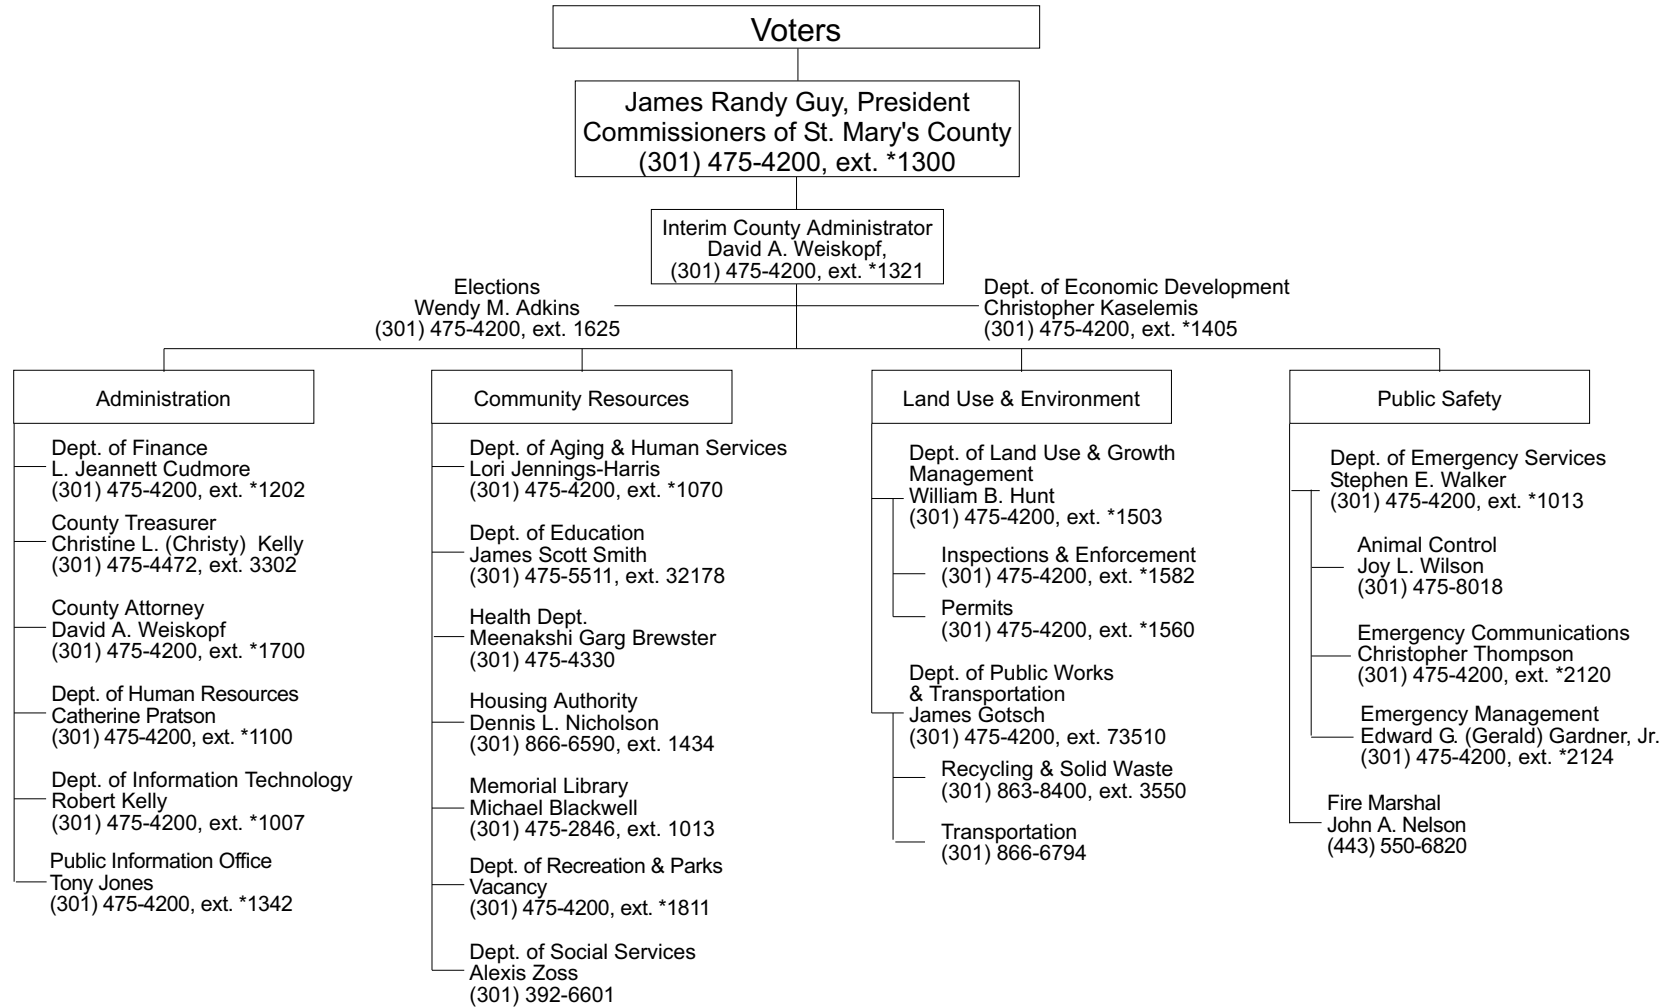 Voters
James Randy Guy, President
Commissioners of St. Mary's County
(301) 475-4200, ext. *1300
Interim County Administrator
David A. Weiskopf,
(301) 475-4200, ext. *1321
Elections
Wendy M. Adkins
(301) 475-4200, ext. 1625
Dept. of Economic Development
Christopher Kaselemis
(301) 475-4200, ext. *1405
Administration
Dept. of Finance
L. Jeannett Cudmore
(301) 475-4200, ext. *1202
County Treasurer
Christine L. (Christy) Kelly
(301) 475-4472, ext. 3302
County Attorney
David A. Weiskopf
(301) 475-4200, ext. *1700
Dept. of Human Resources
Catherine Pratson
(301) 475-4200, ext. *1100
Dept. of Information Technology
Robert Kelly
(301) 475-4200, ext. *1007
Public Information Office
Tony Jones
(301) 475-4200, ext. *1342
Community Resources
Dept. of Aging & Human Services
Lori Jennings-Harris
(301) 475-4200, ext. *1070
Dept. of Education
James Scott Smith
(301) 475-5511, ext. 32178
Health Dept.
Meenakshi Garg Brewster
(301) 475-4330
Housing Authority
Dennis L. Nicholson
(301) 866-6590, ext. 1434
Memorial Library
Michael Blackwell
(301) 475-2846, ext. 1013
Dept. of Recreation & Parks
Vacancy
(301) 475-4200, ext. *1811
Dept. of Social Services
Alexis Zoss
(301) 392-6601
Land Use & Environment
Dept. of Land Use & Growth
Management
William B. Hunt
(301) 475-4200, ext. *1503
Inspections & Enforcement
(301) 475-4200, ext. *1582
Permits
(301) 475-4200, ext. *1560
Dept. of Public Works
& Transportation
James Gotsch
(301) 475-4200, ext. 73510
Recycling & Solid Waste
(301) 863-8400, ext. 3550
Transportation
(301) 866-6794
Public Safety
Dept. of Emergency Services
Stephen E. Walker
(301) 475-4200, ext. *1013
Animal Control
Joy L. Wilson
(301) 475-8018
Emergency Communications
Christopher Thompson
(301) 475-4200, ext. *2120
Emergency Management
Edward G. (Gerald) Gardner, Jr.
(301) 475-4200, ext. *2124
Fire Marshal
John A. Nelson
(443) 550-6820